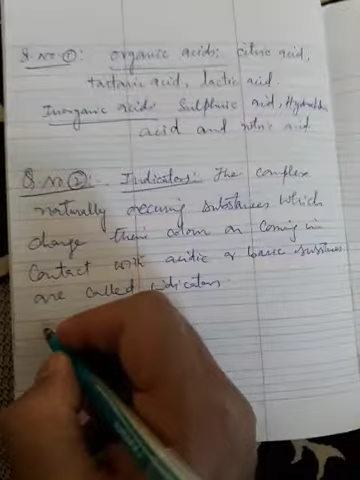 Q.No ①: Organic acids: citric acid,
tartaric acid, lactic acid.
Inorganic acids: Sulphuric acid, Hydrochloric
acid and nitric acid
Q.No ②: Indicators: The complex
naturally occuring substances which
change their colour on coming in
contact with acidic or basic substances
are called indicators.